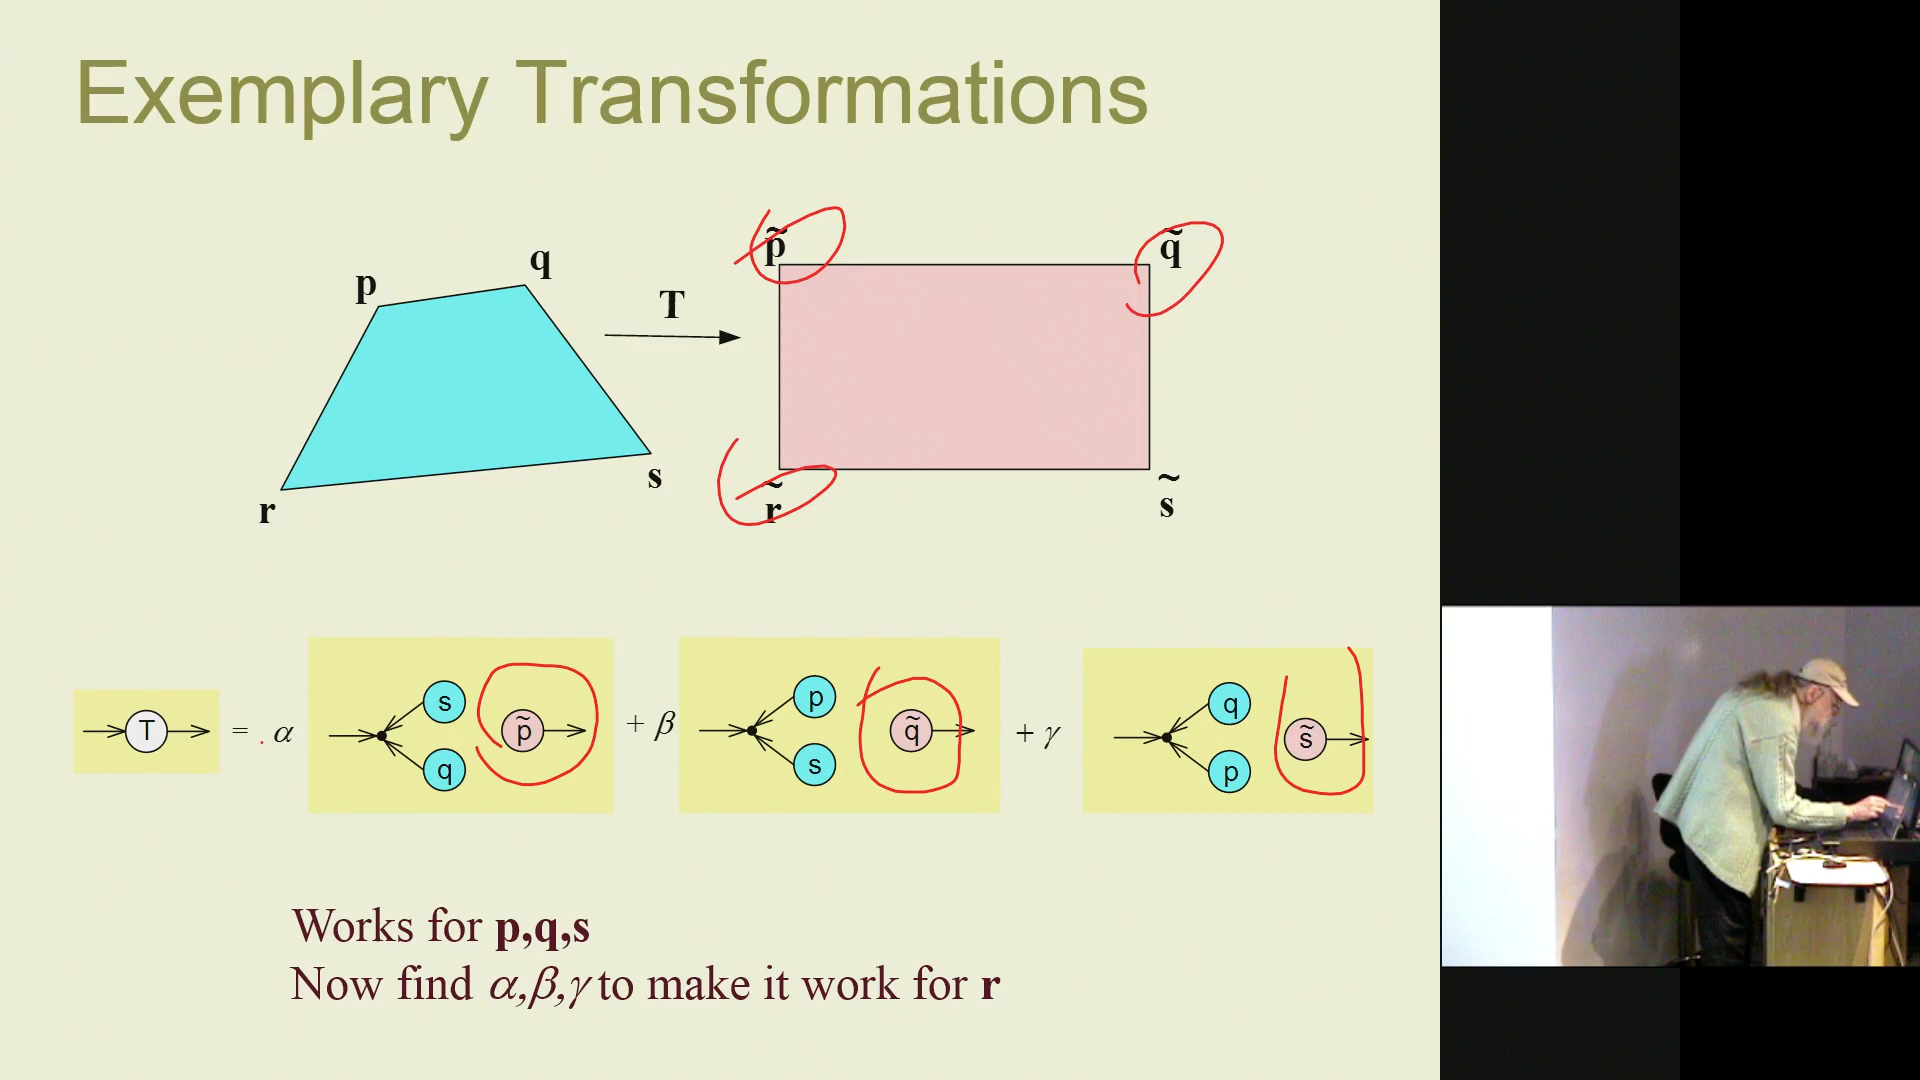 Exemplary Transformations
p q
T
r s
p̃ q̃
r̃ s̃
T = α s q p̃ + β p s q̃ + γ q p s̃
Works for p,q,s
Now find α,β,γ to make it work for r